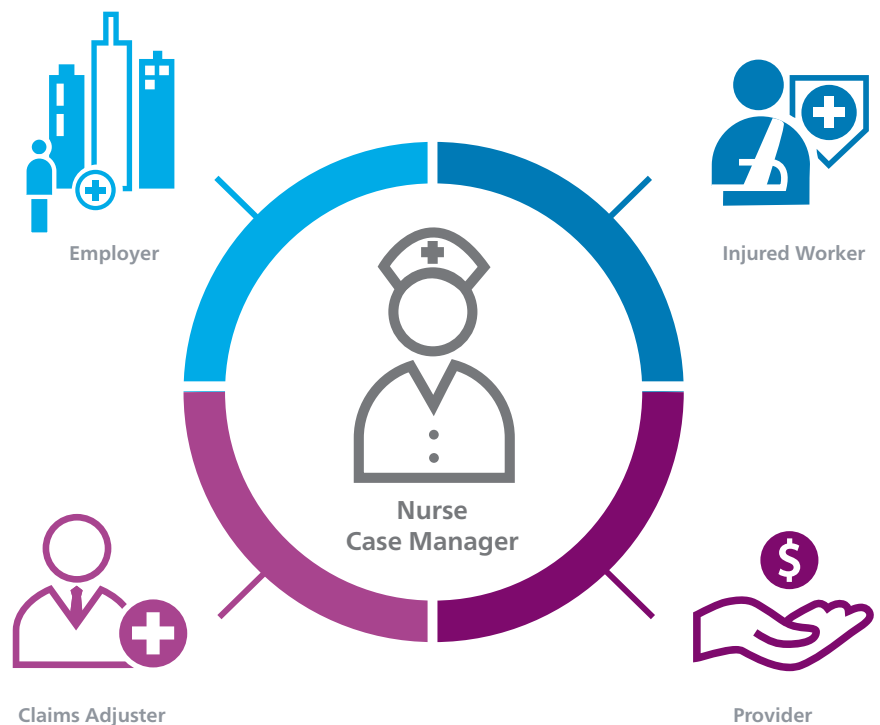 Employer
Injured Worker
$
Nurse
Case Manager
Claims Adjuster
Provider